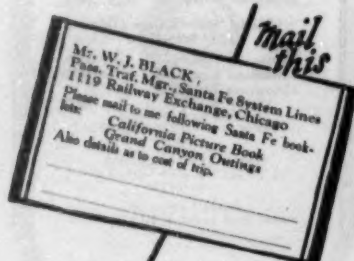 mail
this
Mr. W. J. BLACK,
Pass. Traf. Mgr., Santa Fe System Lines
1119 Railway Exchange, Chicago
Please mail to me following Santa Fe book-
lets:
California Picture Book
Grand Canyon Outings
Also details as to cost of trip.